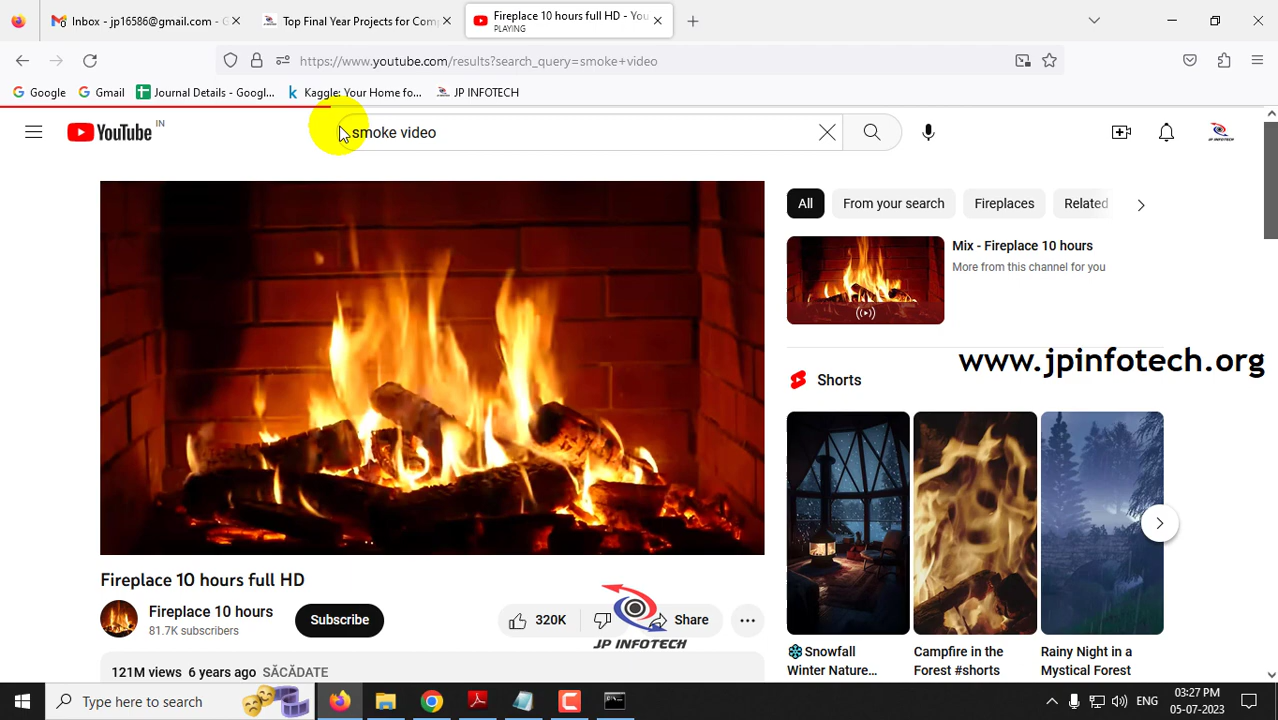 Inbox - jp16586@gmail.com - G
Top Final Year Projects for Com
Fireplace 10 hours full HD - You
PLAYING
https://www.youtube.com/results?search_query=smoke+video
Google
Gmail
Journal Details - Googl...
Kaggle: Your Home fo...
JP INFOTECH
YouTube IN
smoke video
All
From your search
Fireplaces
Related
Mix - Fireplace 10 hours
More from this channel for you
www.jpinfotech.org
Shorts
Fireplace 10 hours full HD
Fireplace 10 hours
81.7K subscribers
Subscribe
320K
Share
JP INFOTECH
121M views 6 years ago SĂCĂDATE
Snowfall
Winter Nature...
Campfire in the
Forest #shorts
Rainy Night in a
Mystical Forest
Type here to search
ENG
03:27 PM
05-07-2023